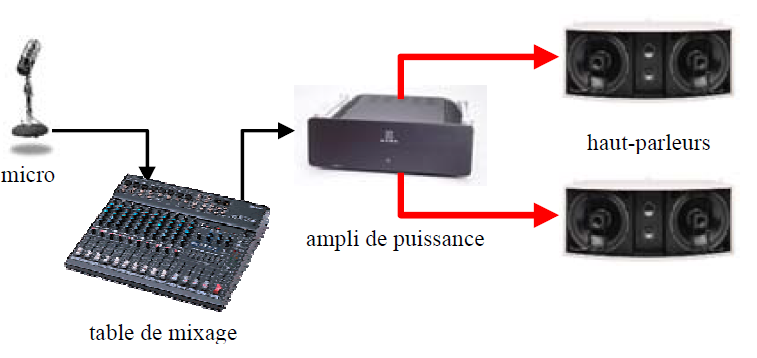 micro
haut-parleurs
ampli de puissance
table de mixage